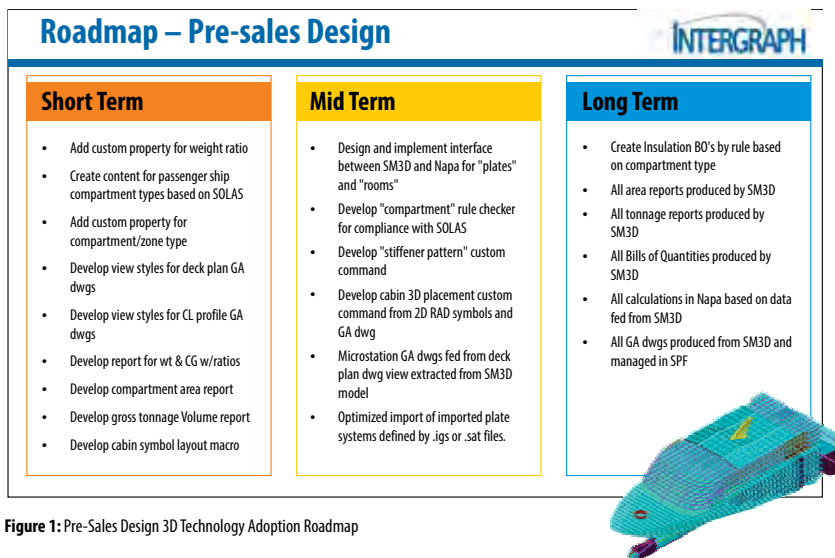 Roadmap – Pre-sales Design
INTERGRAPH
Short Term
• Add custom property for weight ratio
• Create content for passenger ship
compartment types based on SOLAS
• Add custom property for
compartment/zone type
• Develop view styles for deck plan GA
dwgs
• Develop view styles for CL profile GA
dwgs
• Develop report for wt & CG w/ratios
• Develop compartment area report
• Develop gross tonnage Volume report
• Develop cabin symbol layout macro
Mid Term
• Design and implement interface
between SM3D and Napa for "plates"
and "rooms"
• Develop "compartment" rule checker
for compliance with SOLAS
• Develop "stiffener pattern" custom
command
• Develop cabin 3D placement custom
command from 2D RAD symbols and
GA dwg
• Microstation GA dwgs fed from deck
plan dwg view extracted from SM3D
model
• Optimized import of imported plate
systems defined by .igs or .sat files.
Long Term
• Create Insulation BO's by rule based
on compartment type
• All area reports produced by SM3D
• All tonnage reports produced by
SM3D
• All Bills of Quantities produced by
SM3D
• All calculations in Napa based on data
fed from SM3D
• All GA dwgs produced from SM3D and
managed in SPF
Figure 1: Pre-Sales Design 3D Technology Adoption Roadmap